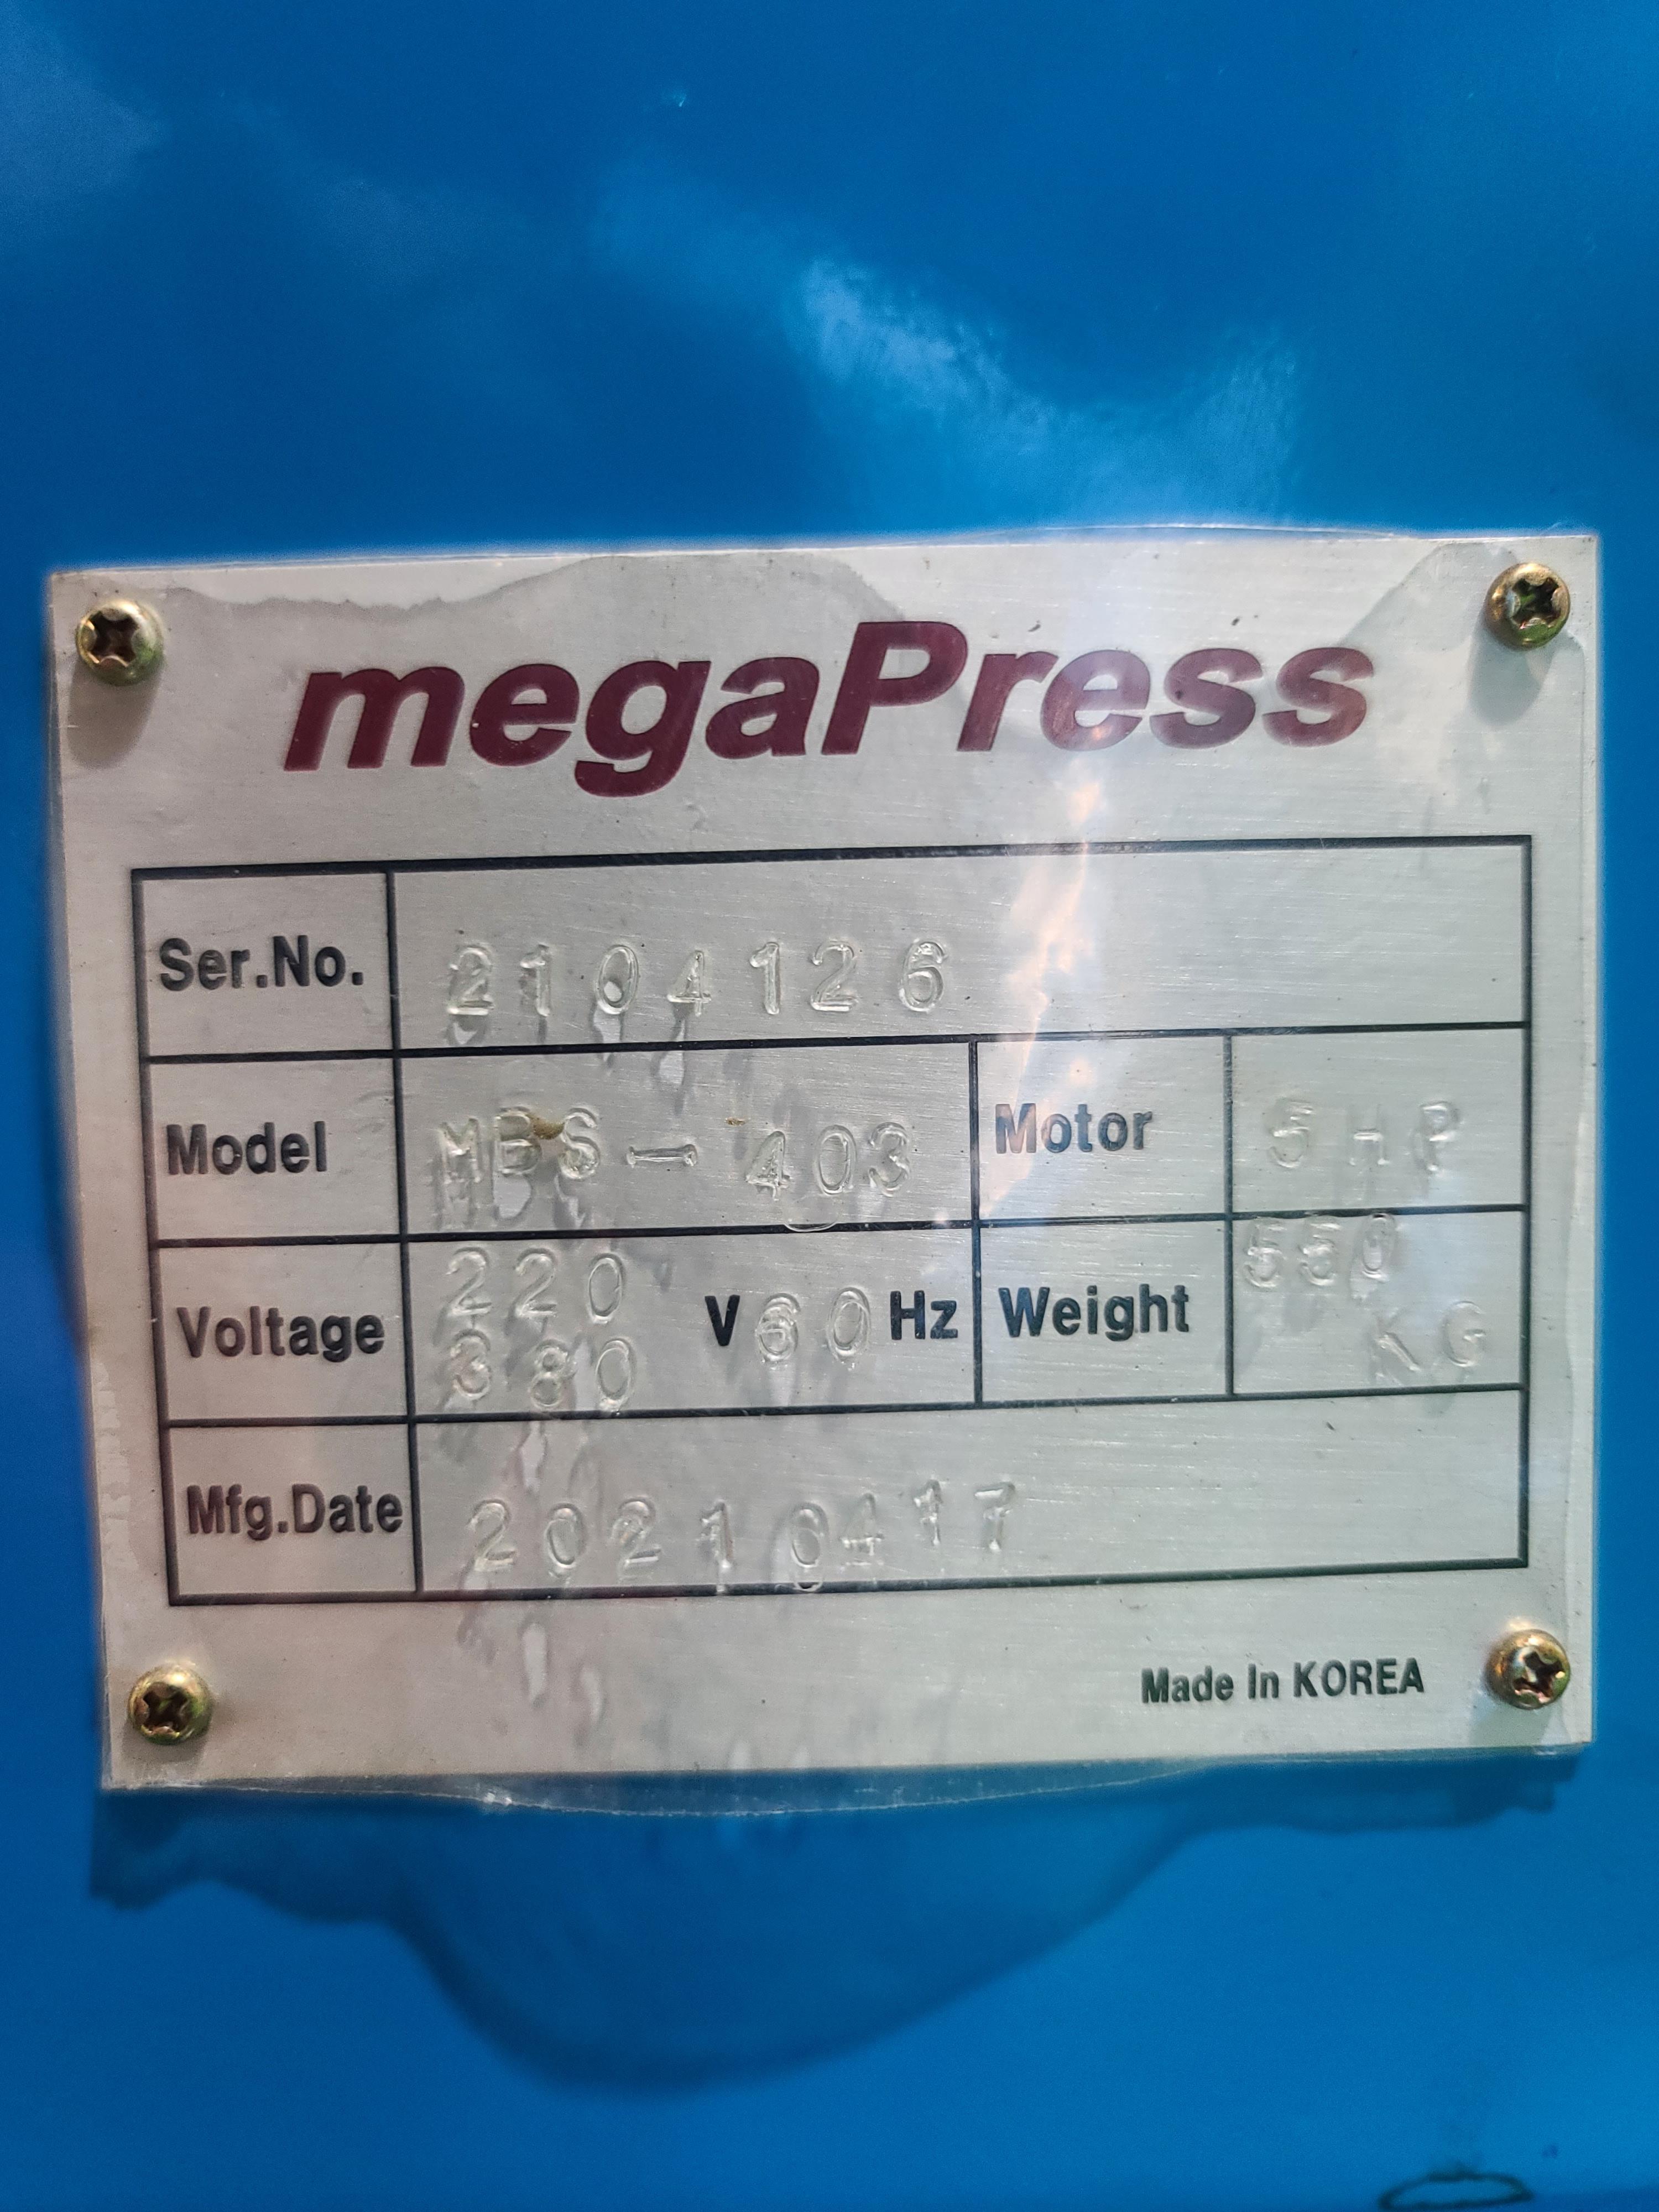 megaPress
Ser.No. 2104126
Model MBS-403 Motor 5HP
Voltage 220 380 V 60 Hz Weight 550 KG
Mfg.Date 20210417
Made In KOREA